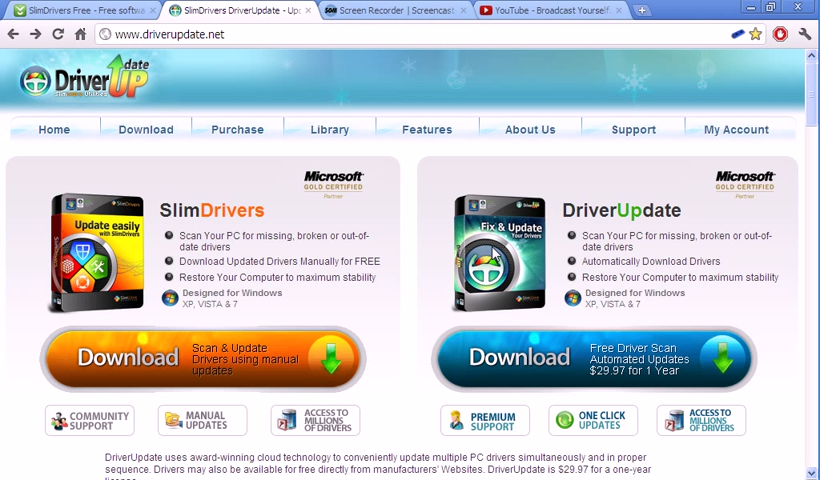 SlimDrivers Free - Free softwa
SlimDrivers DriverUpdate - Upd
Screen Recorder | Screencast
YouTube - Broadcast Yourself.
www.driverupdate.net
DriverUPdate
Home
Download
Purchase
Library
Features
About Us
Support
My Account
Microsoft
GOLD CERTIFIED
Partner
SlimDrivers
Update easily
with SlimDrivers
Scan Your PC for missing, broken or out-of-
date drivers
Download Updated Drivers Manually for FREE
Restore Your Computer to maximum stability
Designed for Windows
XP, VISTA & 7
Download
Scan & Update
Drivers using manual
updates
COMMUNITY
SUPPORT
MANUAL
UPDATES
ACCESS TO
MILLIONS
OF DRIVERS
Microsoft
GOLD CERTIFIED
Partner
DriverUpdate
Fix & Update
Your Drivers
Scan Your PC for missing, broken or out-of-
date drivers
Automatically Download Drivers
Restore Your Computer to maximum stability
Designed for Windows
XP, VISTA & 7
Download
Free Driver Scan
Automated Updates
$29.97 for 1 Year
PREMIUM
SUPPORT
ONE CLICK
UPDATES
ACCESS TO
MILLIONS
OF DRIVERS
DriverUpdate uses award-winning cloud technology to conveniently update multiple PC drivers simultaneously and in proper
sequence. Drivers may also be available for free directly from manufacturers' Websites. DriverUpdate is $29.97 for a one-year